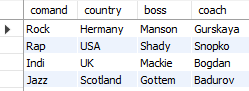 comand country boss coach
Rock Hermany Manson Gurskaya
Rap USA Shady Snopko
Indi UK Mackie Bogdan
Jazz Scotland Gottem Badurov